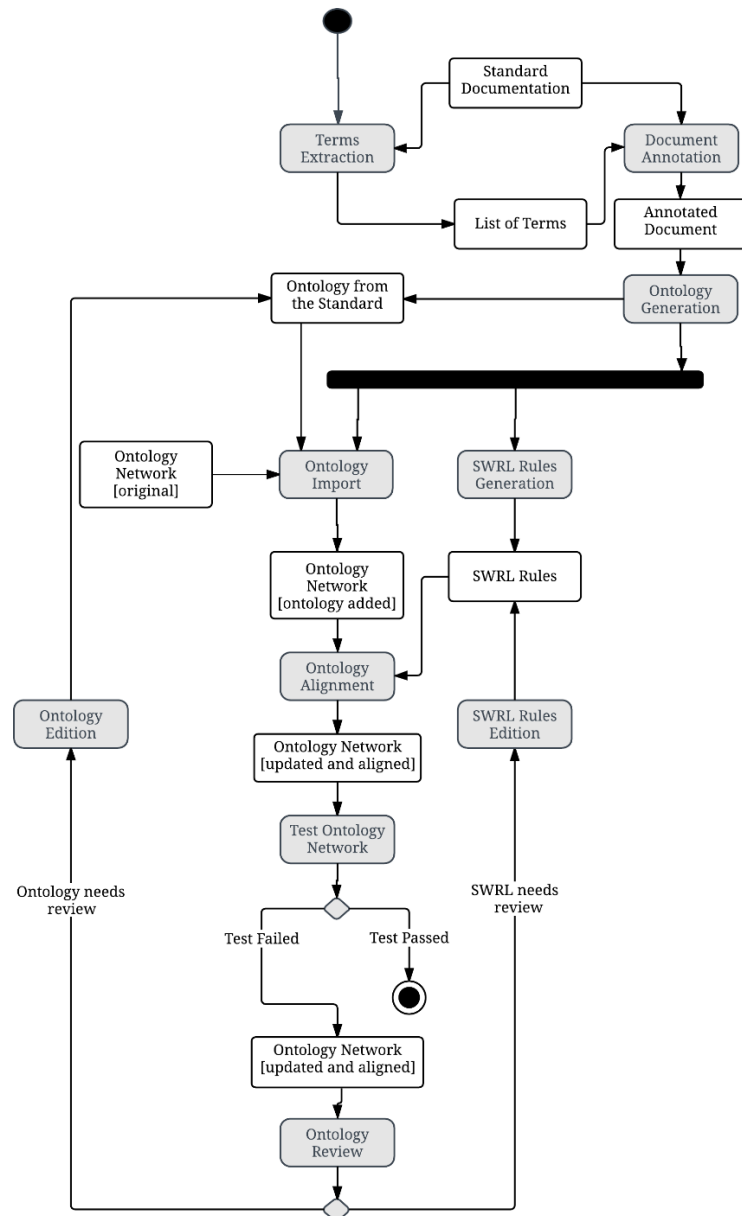 Standard
Documentation
Terms
Extraction
Document
Annotation
List of Terms
Annotated
Document
Ontology from
the Standard
Ontology
Generation
Ontology
Network
[original]
Ontology
Import
SWRL Rules
Generation
Ontology
Network
[ontology added]
SWRL Rules
Ontology
Alignment
Ontology
Edition
SWRL Rules
Edition
Ontology Network
[updated and aligned]
Test Ontology
Network
Ontology needs
review
SWRL needs
review
Test Failed
Test Passed
Ontology Network
[updated and aligned]
Ontology
Review